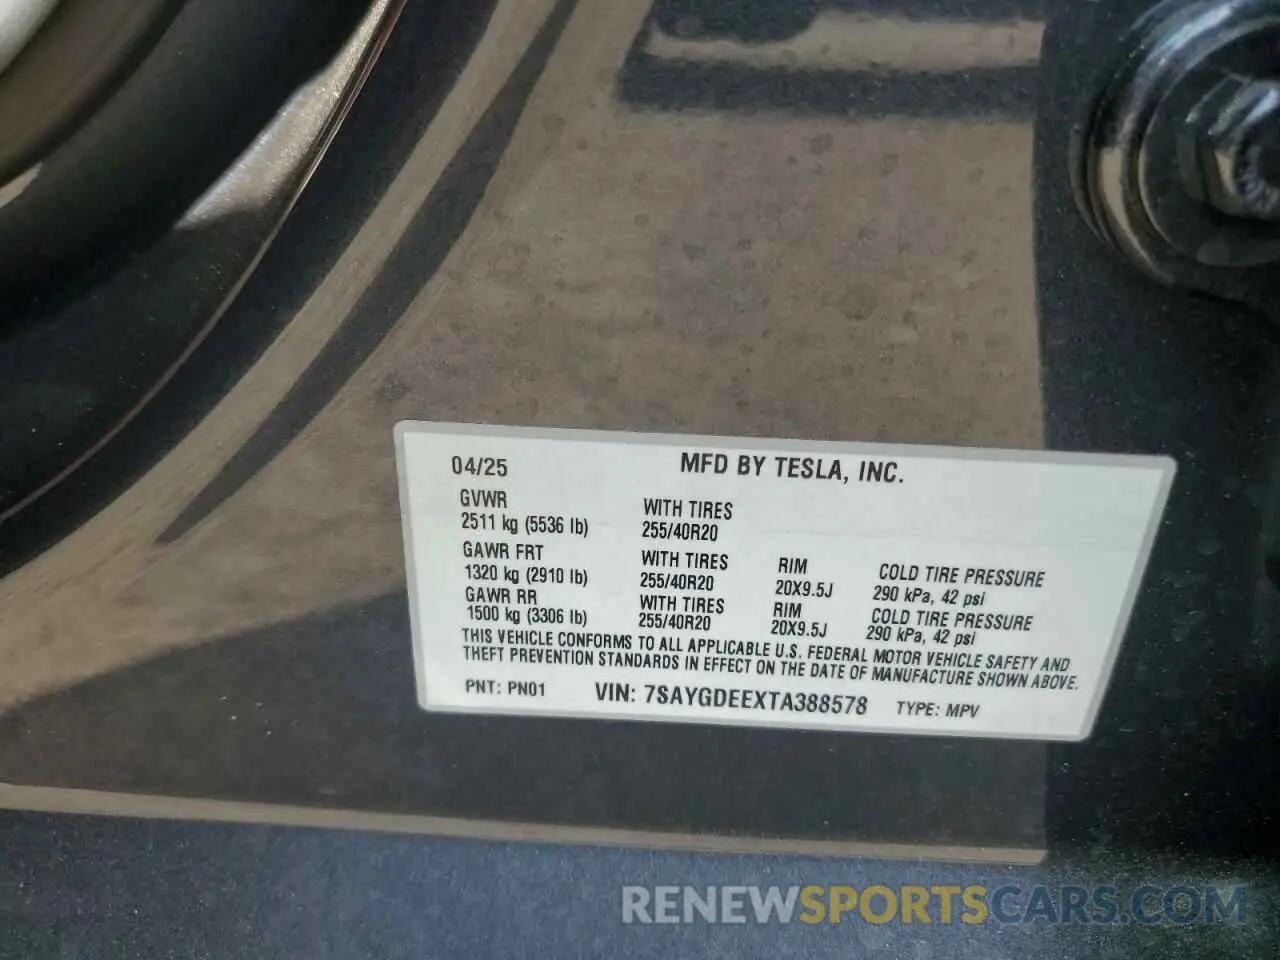 04/25 MFD BY TESLA, INC.
GVWR WITH TIRES
2511 kg (5536 lb) 255/40R20
GAWR FRT WITH TIRES RIM COLD TIRE PRESSURE
1320 kg (2910 lb) 255/40R20 20X9.5J 290 kPa, 42 psi
GAWR RR WITH TIRES RIM COLD TIRE PRESSURE
1500 kg (3306 lb) 255/40R20 20X9.5J 290 kPa, 42 psi
THIS VEHICLE CONFORMS TO ALL APPLICABLE U.S. FEDERAL MOTOR VEHICLE SAFETY AND
THEFT PREVENTION STANDARDS IN EFFECT ON THE DATE OF MANUFACTURE SHOWN ABOVE.
PNT: PN01 VIN: 7SAYGDEEXTA388578 TYPE: MPV
RENEWSPORTSCARS.COM